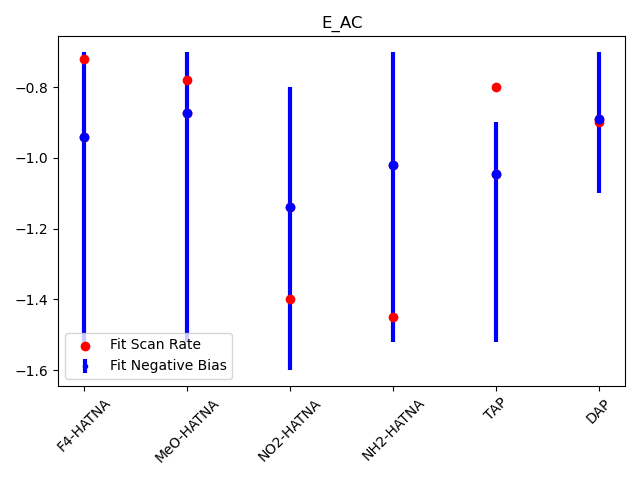 E_AC
−0.8
−1.0
−1.2
−1.4
−1.6
Fit Scan Rate
Fit Negative Bias
F4-HATNA
MeO-HATNA
NO2-HATNA
NH2-HATNA
TAP
DAP